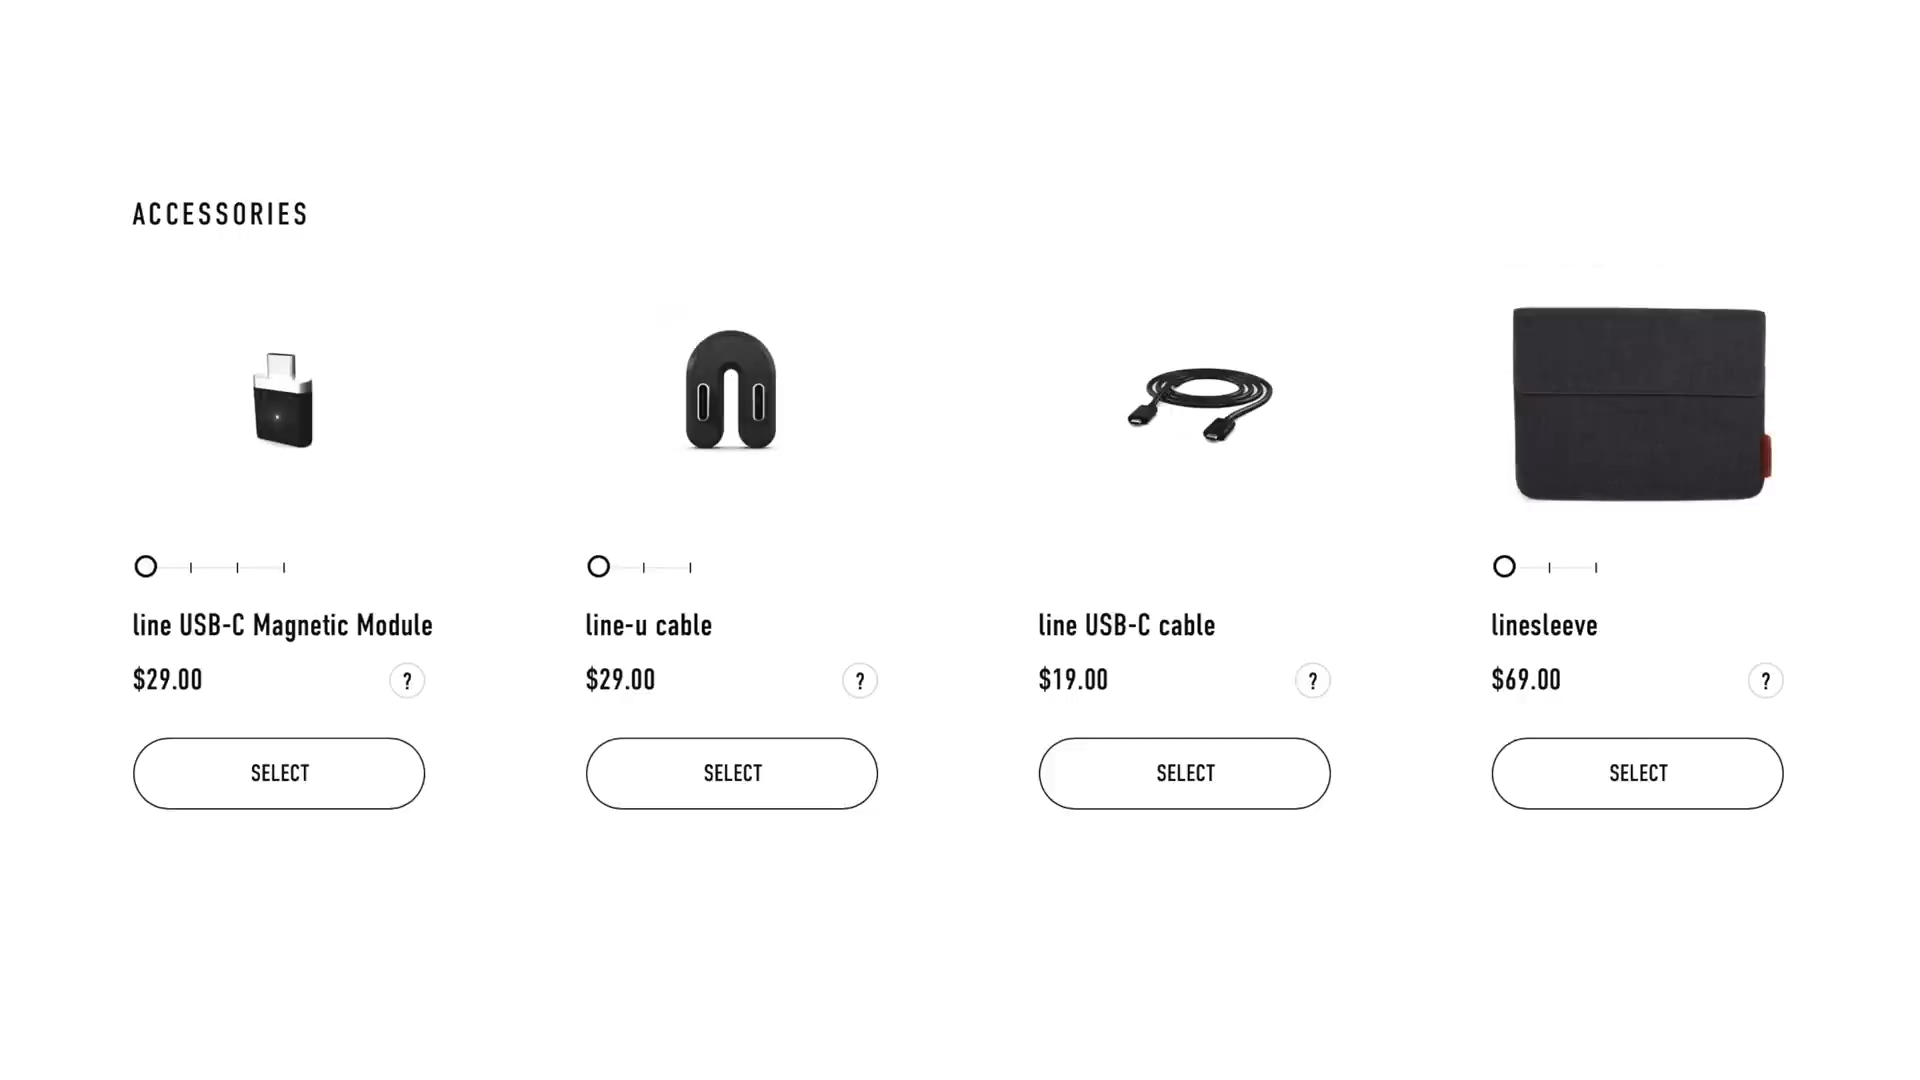 ACCESSORIES
line USB-C Magnetic Module
$29.00
?
SELECT
line-u cable
$29.00
?
SELECT
line USB-C cable
$19.00
?
SELECT
linesleeve
$69.00
?
SELECT